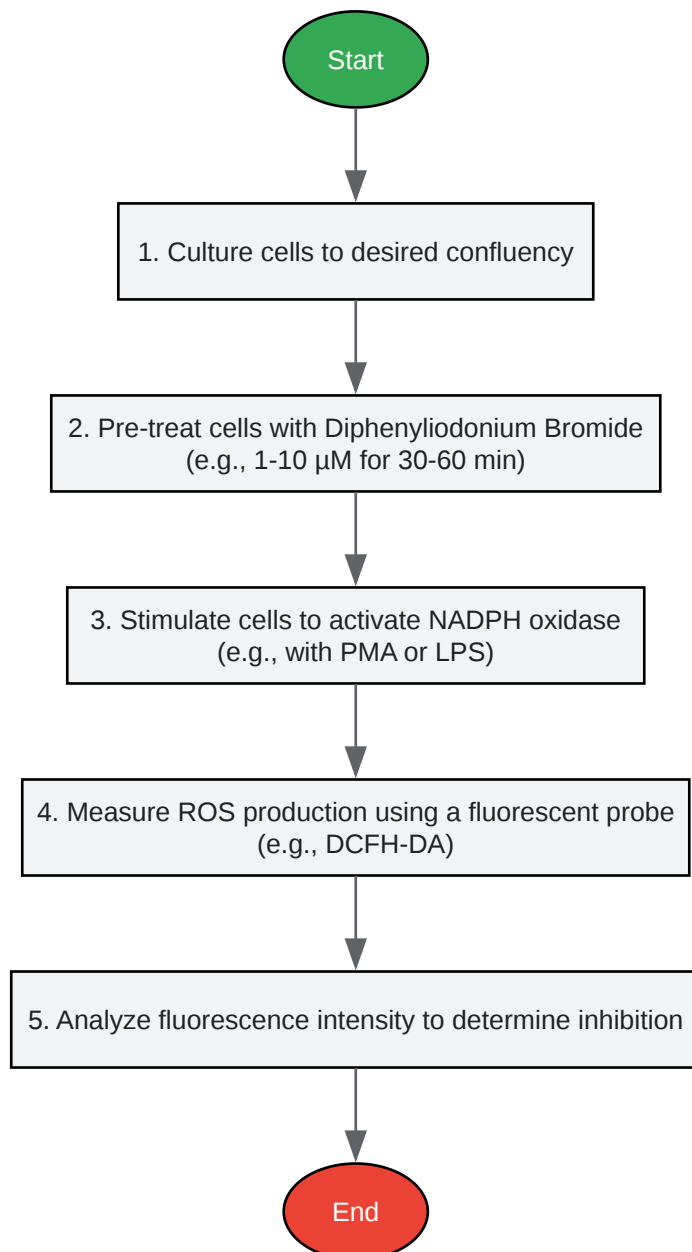 Start
1. Culture cells to desired confluency
2. Pre-treat cells with Diphenyliodonium Bromide
(e.g., 1-10 µM for 30-60 min)
3. Stimulate cells to activate NADPH oxidase
(e.g., with PMA or LPS)
4. Measure ROS production using a fluorescent probe
(e.g., DCFH-DA)
5. Analyze fluorescence intensity to determine inhibition
End